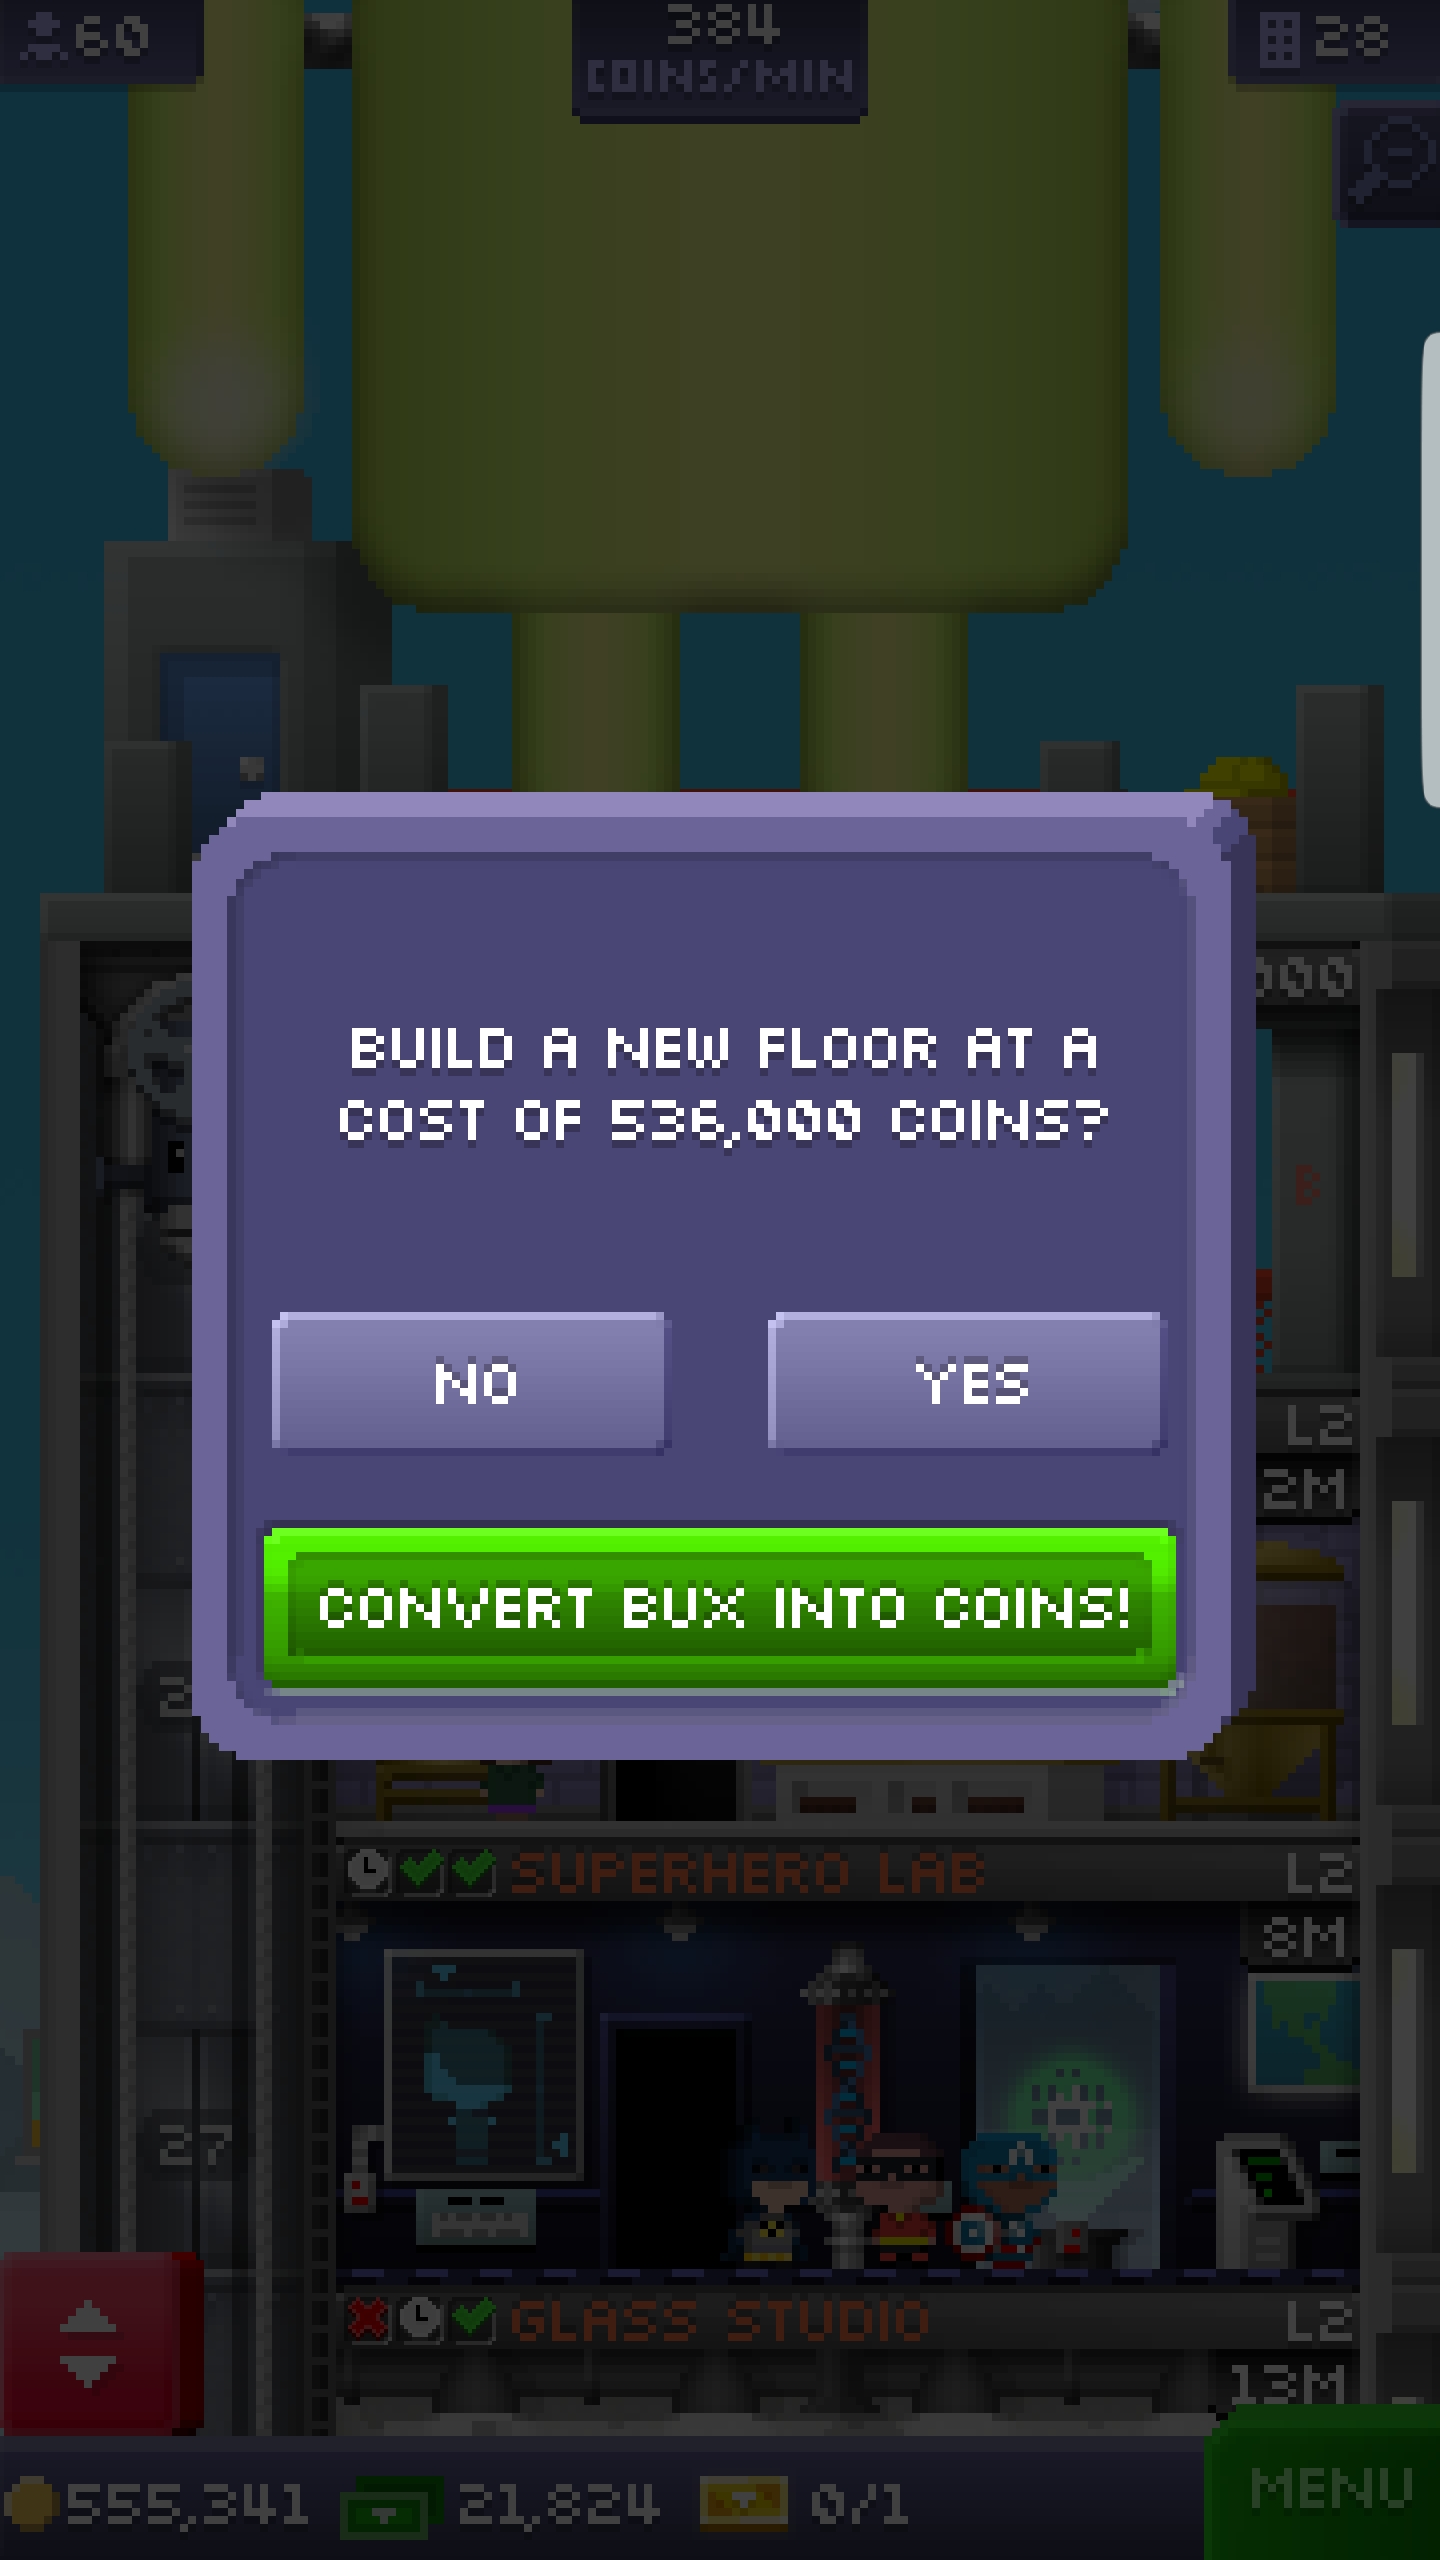 60
384
COINS/MIN
28
000
BUILD A NEW FLOOR AT A
COST OF 536,000 COINS?
B
NO
YES
L2
2M
CONVERT BUX INTO COINS!
SUPERHERO LAB
L2
8M
27
GLASS STUDIO
L2
13M
555,341
21,824
0/1
MENU